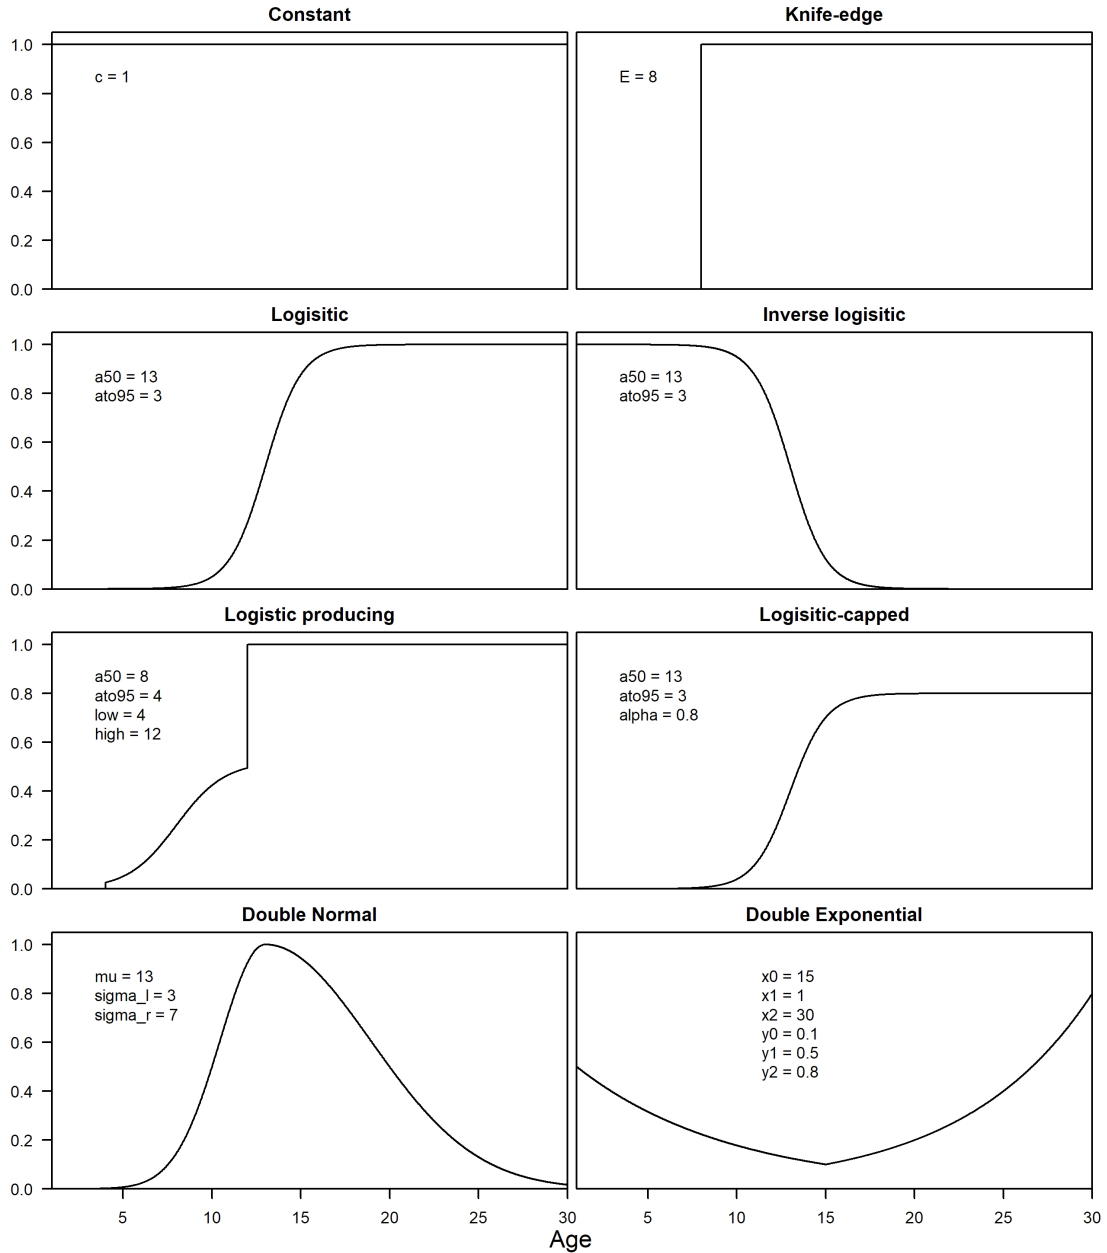 Constant
Knife-edge
1.0
0.8
0.6
0.4
0.2
0.0
c = 1
E = 8
Logisitic
Inverse logisitic
1.0
0.8
0.6
0.4
0.2
0.0
a50 = 13
ato95 = 3
a50 = 13
ato95 = 3
Logistic producing
Logisitic-capped
1.0
0.8
0.6
0.4
0.2
0.0
a50 = 8
ato95 = 4
low = 4
high = 12
a50 = 13
ato95 = 3
alpha = 0.8
Double Normal
Double Exponential
1.0
0.8
0.6
0.4
0.2
0.0
mu = 13
sigma_l = 3
sigma_r = 7
x0 = 15
x1 = 1
x2 = 30
y0 = 0.1
y1 = 0.5
y2 = 0.8
5 10 15 20 25 30
5 10 15 20 25 30
Age